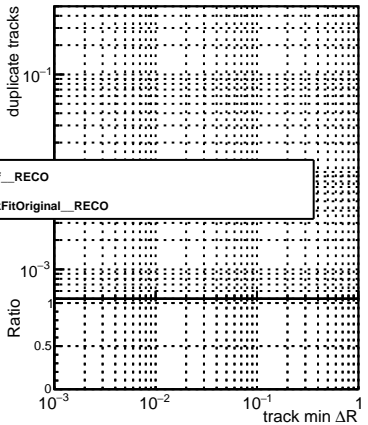 duplicate tracks
10⁻¹
__RECO
FitOriginal__RECO
10⁻³
Ratio
1
0.5
0
10⁻³ 10⁻² 10⁻¹ 1
track min ΔR